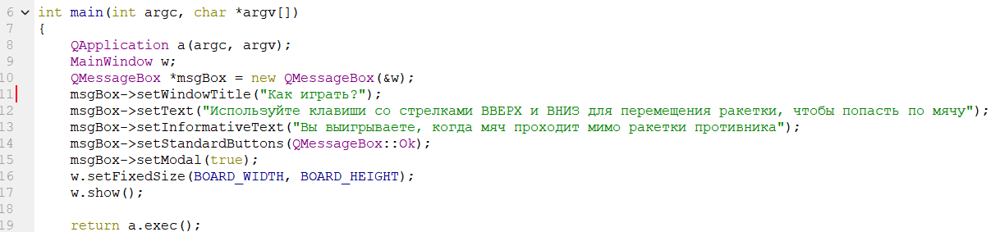 6 int main(int argc, char *argv[])
7 {
8     QApplication a(argc, argv);
9     MainWindow w;
10     QMessageBox *msgBox = new QMessageBox(&w);
11     msgBox->setWindowTitle("Как играть?");
12     msgBox->setText("Используйте клавиши со стрелками ВВЕРХ и ВНИЗ для перемещения ракетки, чтобы попасть по мячу");
13     msgBox->setInformativeText("Вы выигрываете, когда мяч проходит мимо ракетки противника");
14     msgBox->setStandardButtons(QMessageBox::Ok);
15     msgBox->setModal(true);
16     w.setFixedSize(BOARD_WIDTH, BOARD_HEIGHT);
17     w.show();
18
19     return a.exec();